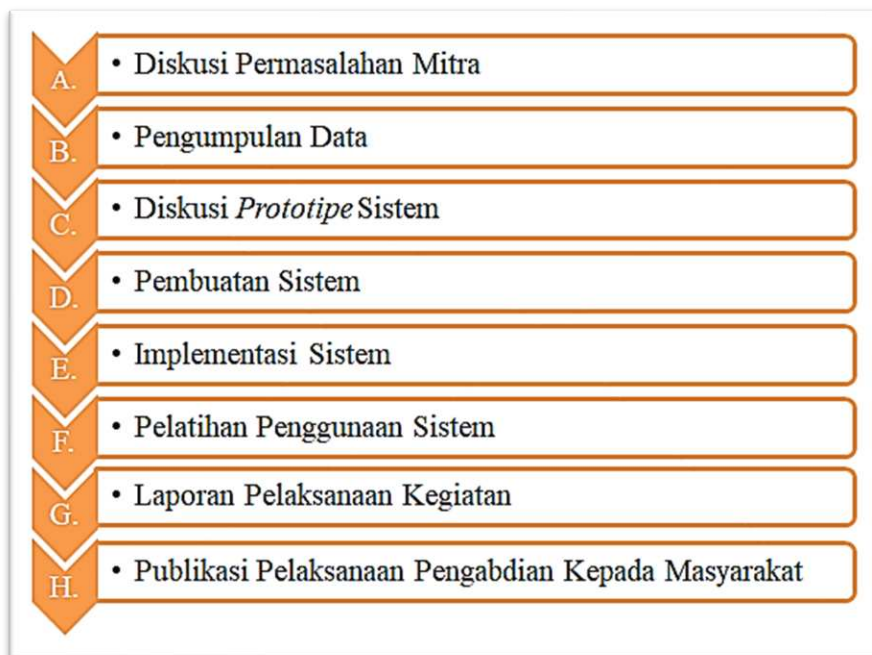 A. • Diskusi Permasalahan Mitra
B. • Pengumpulan Data
C. • Diskusi Prototipe Sistem
D. • Pembuatan Sistem
E. • Implementasi Sistem
F. • Pelatihan Penggunaan Sistem
G. • Laporan Pelaksanaan Kegiatan
H. • Publikasi Pelaksanaan Pengabdian Kepada Masyarakat